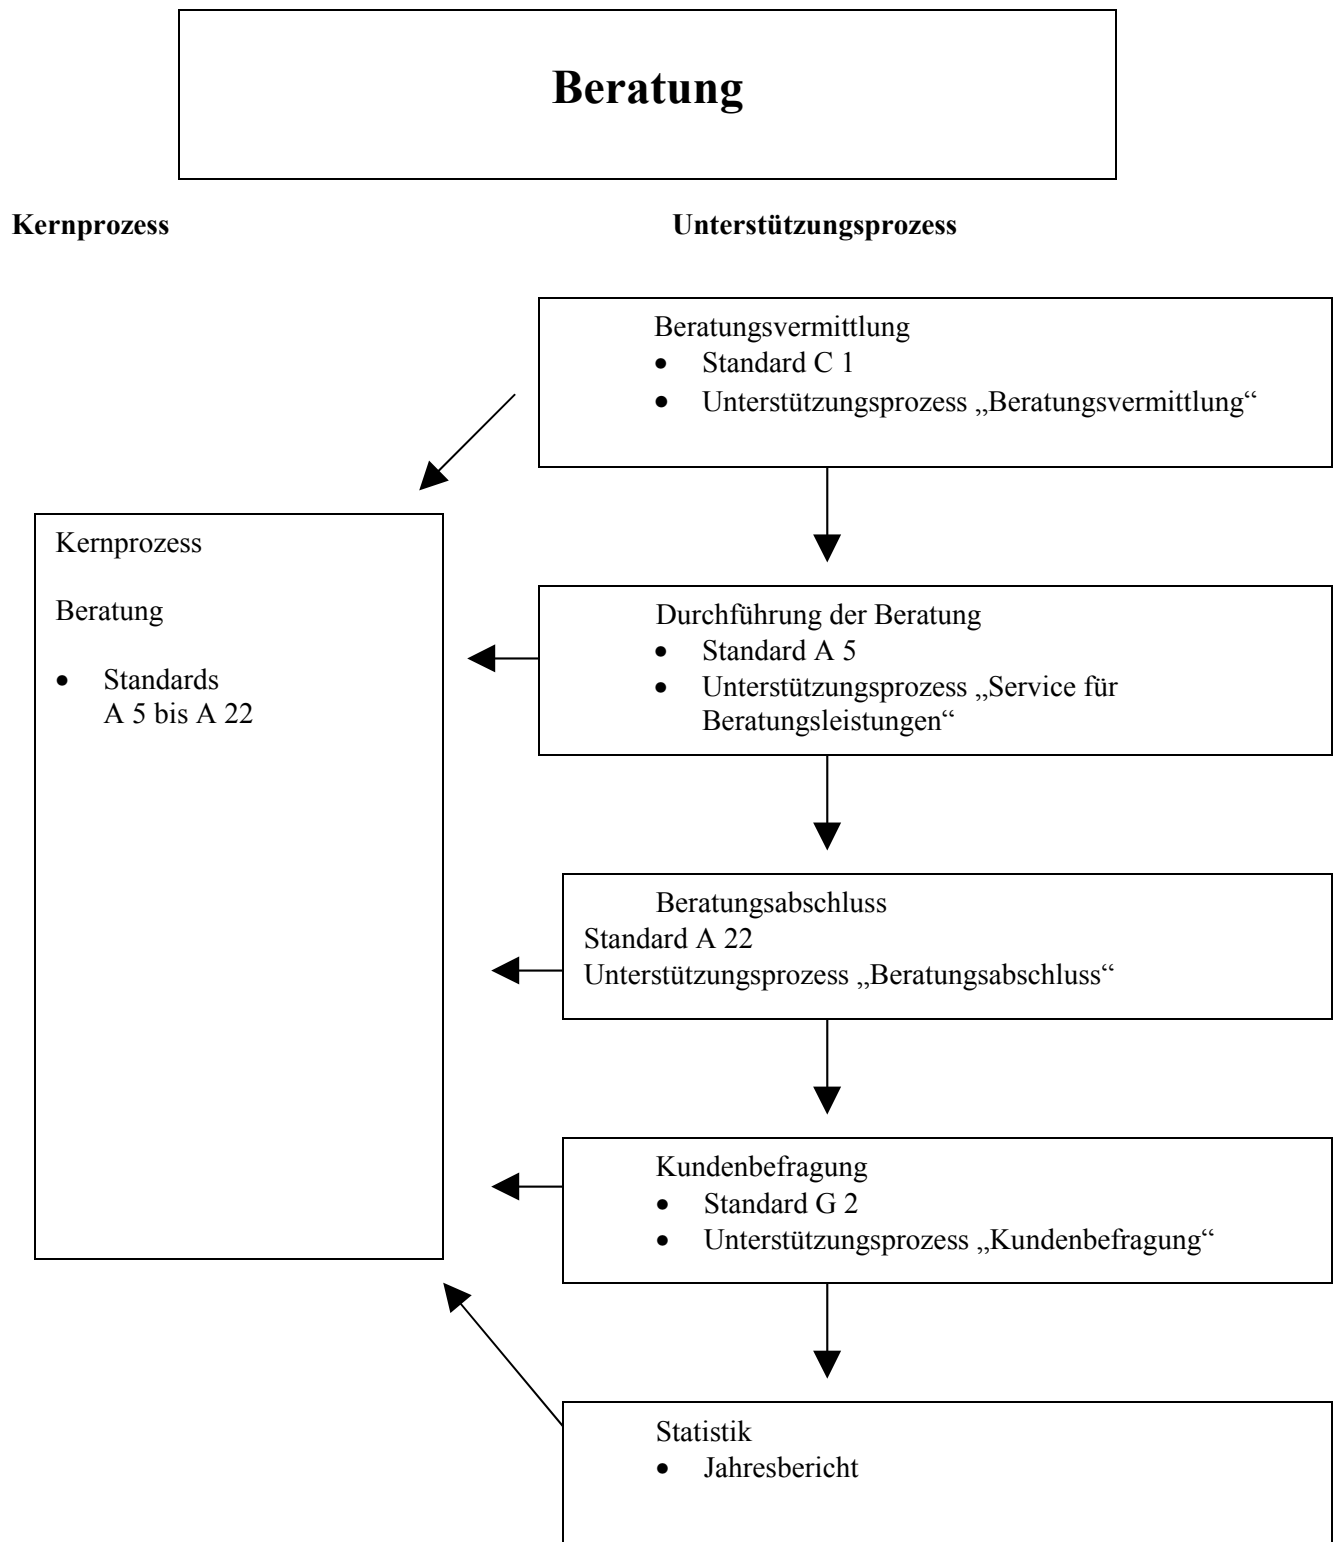 Beratung
Kernprozess
Unterstützungsprozess
Beratungsvermittlung
• Standard C 1
• Unterstützungsprozess „Beratungsvermittlung“
Kernprozess
Beratung
• Standards
A 5 bis A 22
Durchführung der Beratung
• Standard A 5
• Unterstützungsprozess „Service für
Beratungsleistungen“
Beratungsabschluss
Standard A 22
Unterstützungsprozess „Beratungsabschluss“
Kundenbefragung
• Standard G 2
• Unterstützungsprozess „Kundenbefragung“
Statistik
• Jahresbericht